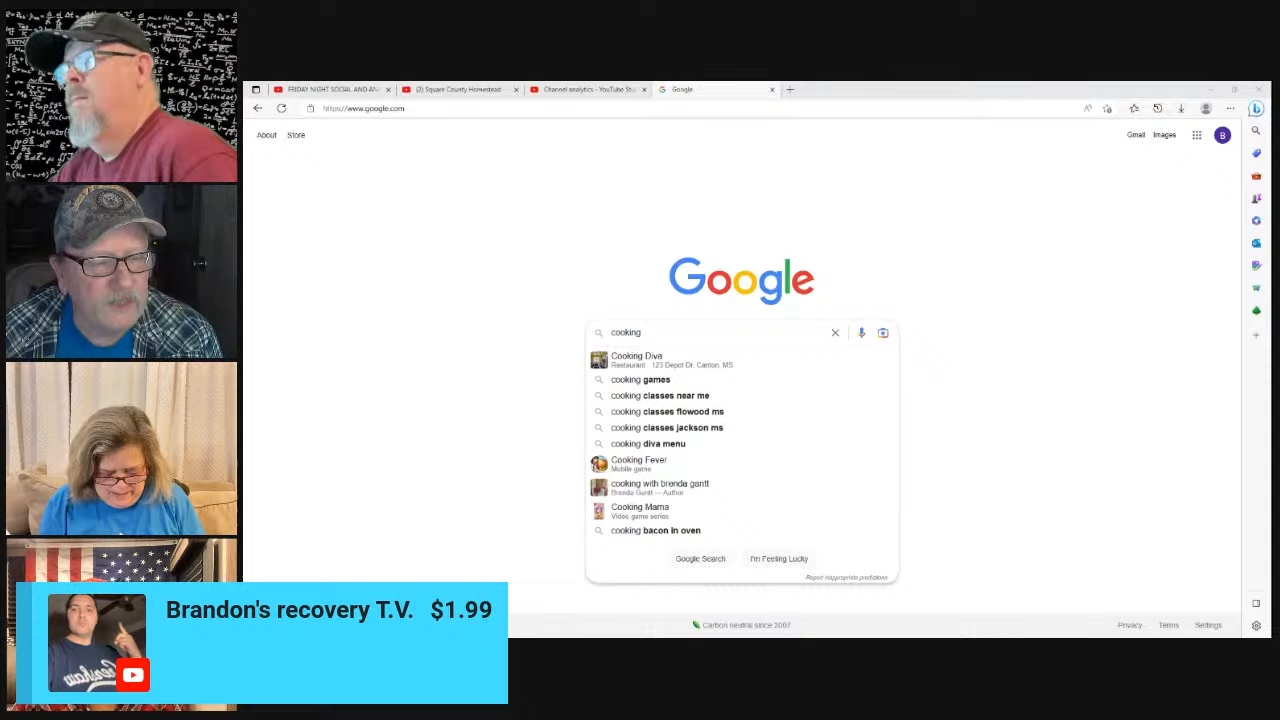 FRIDAY NIGHT SOCIAL AND AN
(2) Square County Homestead —
Channel analytics - YouTube Stu
Google
https://www.google.com
About
Store
Gmail
Images
B
Google
cooking
Cooking Diva
Restaurant · 123 Depot Dr. Canton, MS
cooking games
cooking classes near me
cooking classes flowood ms
cooking classes jackson ms
cooking diva menu
Cooking Fever
Mobile game
cooking with brenda gantt
Brenda Gantt — Author
Cooking Mama
Video game series
cooking bacon in oven
Google Search
I'm Feeling Lucky
Report inappropriate predictions
Carbon neutral since 2007
Privacy
Terms
Settings
Brandon's recovery T.V. $1.99